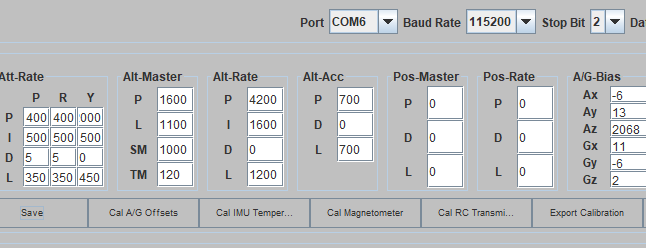 Port COM6 Baud Rate 115200 Stop Bit 2 Da
Att-Rate Alt-Master Alt-Rate Alt-Acc Pos-Master Pos-Rate A/G-Bias
P R Y
P 400 400 000
I 500 500 500
D 5 5 0
L 350 350 450
P 1600
L 1100
SM 1000
TM 120
P 4200
I 1600
D 0
L 1200
P 700
D 0
L 700
P 0
D 0
L 0
P 0
D 0
L 0
Ax -6
Ay 13
Az 2068
Gx 11
Gy -6
Gz 2
Save Cal A/G Offsets Cal IMU Temper... Cal Magnetometer Cal RC Transmi... Export Calibration